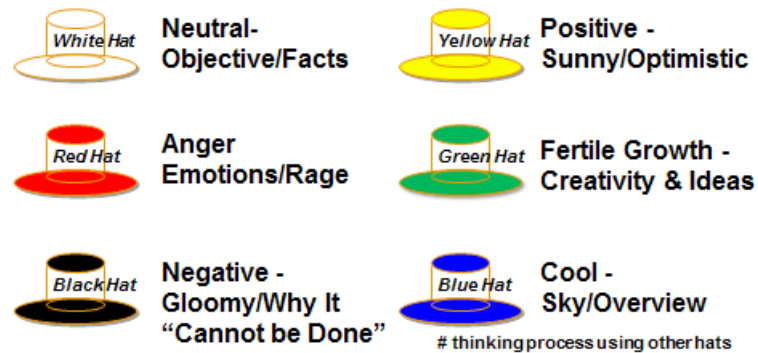 White Hat
Neutral-
Objective/Facts
Yellow Hat
Positive -
Sunny/Optimistic
Red Hat
Anger
Emotions/Rage
Green Hat
Fertile Growth -
Creativity & Ideas
Black Hat
Negative -
Gloomy/Why It
“Cannot be Done”
Blue Hat
Cool -
Sky/Overview
# thinking process using other hats